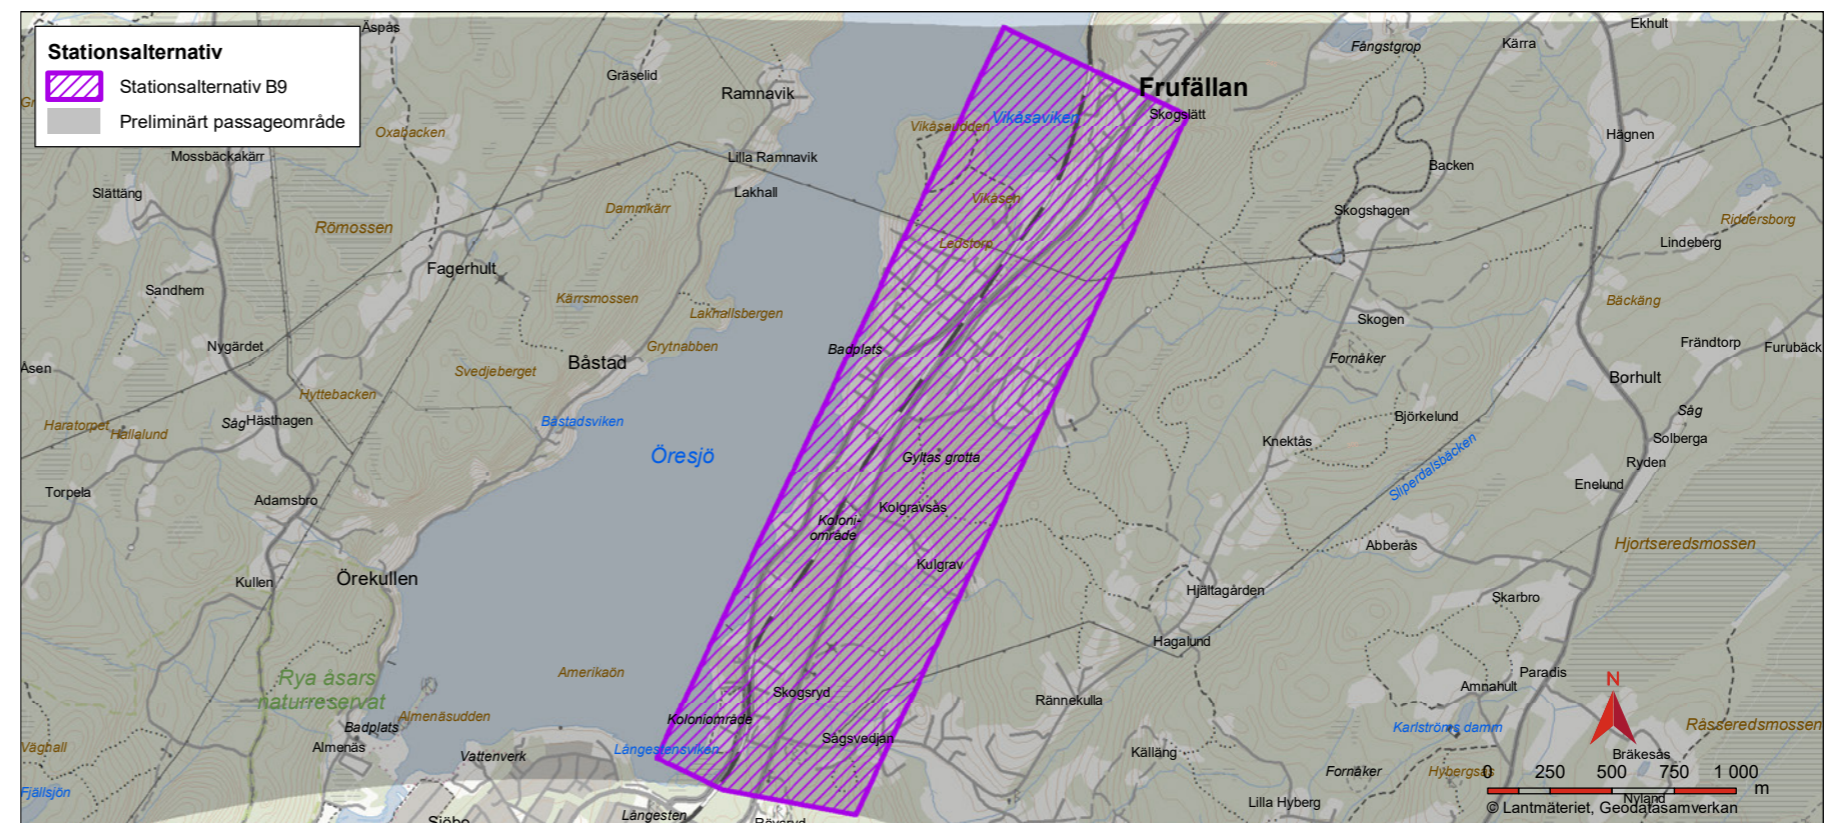 Stationsalternativ
Stationsalternativ B9
Preliminärt passageområde
Äspås
Gräselid
Ramnavik
Oxabacken
Mossbäckakärr
Slättäng
Lilla Ramnavik
Lakhall
Dammkärr
Römossen
Fagerhult
Sandhem
Kärrsmossen
Lakhallsbergen
Nygärdet
Grytnabben
Åsen
Båstad
Svedjeberget
Hyttebacken
Haratorpet
Hallalund
Såg
Hästhagen
Båstadsviken
Öresjö
Torpela
Adamsbro
Kullen
Örekullen
Rya åsars
naturreservat
Amerikaön
Almenäsudden
Badplats
Almenäs
Väghall
Fjällsjön
Vattenverk
Sjöbo
Långesten
Långestensviken
Koloniområde
Skogsryd
Sågsvedjan
Frufällan
Skogslätt
Vikåsaudden
Vikåsaviken
Vikåsen
Ledstorp
Badplats
Gyltas grotta
Kolgravsås
Koloni-
område
Kulgrav
Fångstgrop
Kärra
Ekhult
Hägnen
Backen
Skogshagen
Riddersborg
Lindeberg
Bäckäng
Skogen
Fornåker
Frändtorp
Furubäck
Borhult
Såg
Björkelund
Solberga
Knektås
Ryden
Sliperdalsbäcken
Enelund
Abberås
Hjortseredsmossen
Hjältagården
Skarbro
Hagalund
Paradis
Amnahult
N
Rännekulla
Karlströms damm
Råsseredsmossen
Källäng
Bråkesås
Fornåker
Hybergsås
0 250 500 750 1 000
m
Lilla Hyberg
Nyland
© Lantmäteriet, Geodatasamverkan